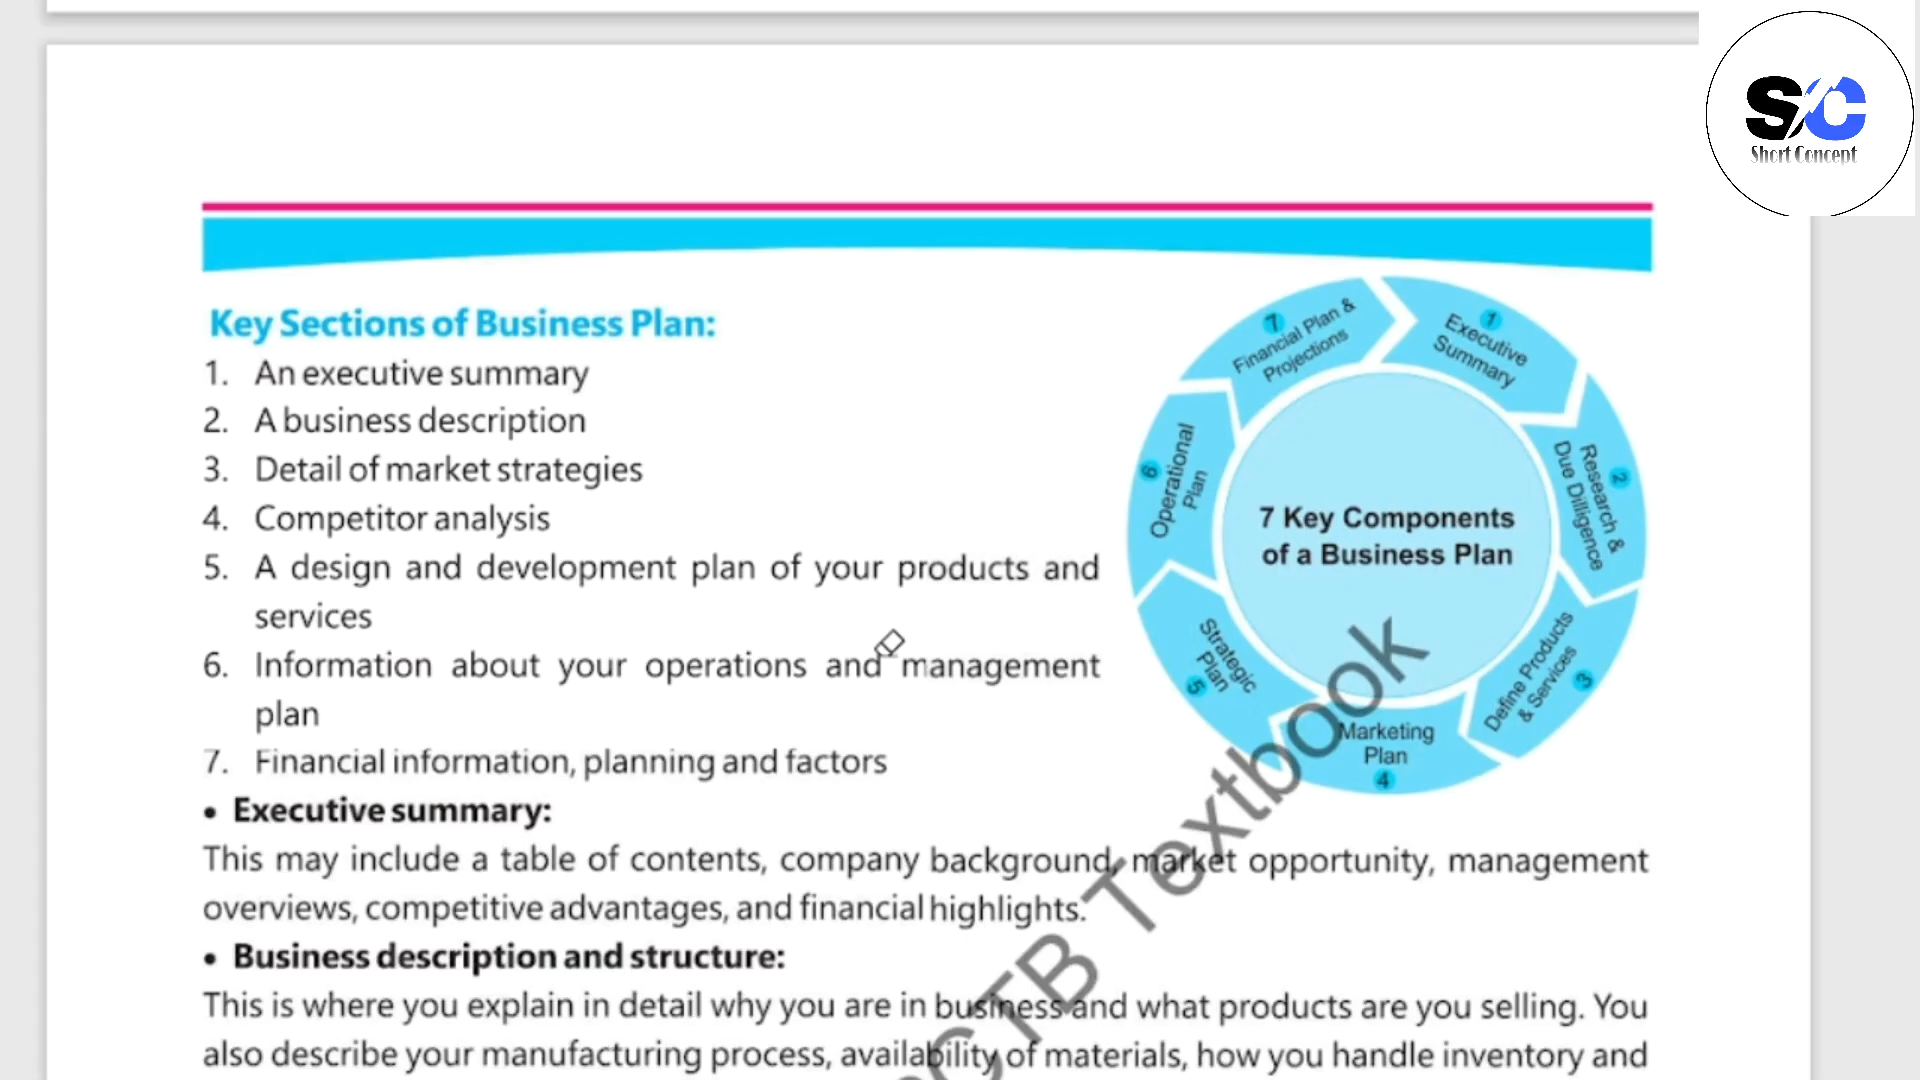 SC
Short Concept
Key Sections of Business Plan:
1. An executive summary
2. A business description
3. Detail of market strategies
4. Competitor analysis
5. A design and development plan of your products and
services
6. Information about your operations and management
plan
7. Financial information, planning and factors
7 Key Components
of a Business Plan
1
Executive
Summary
2
Research &
Due Dilligence
3
Define Products
& Services
Marketing
Plan
4
5
Strategic
Plan
6
Operational
Plan
7
Financial Plan &
Projections
• Executive summary:
This may include a table of contents, company background, market opportunity, management
overviews, competitive advantages, and financial highlights.
• Business description and structure:
This is where you explain in detail why you are in business and what products are you selling. You
also describe your manufacturing process, availability of materials, how you handle inventory and
CTB Textbook